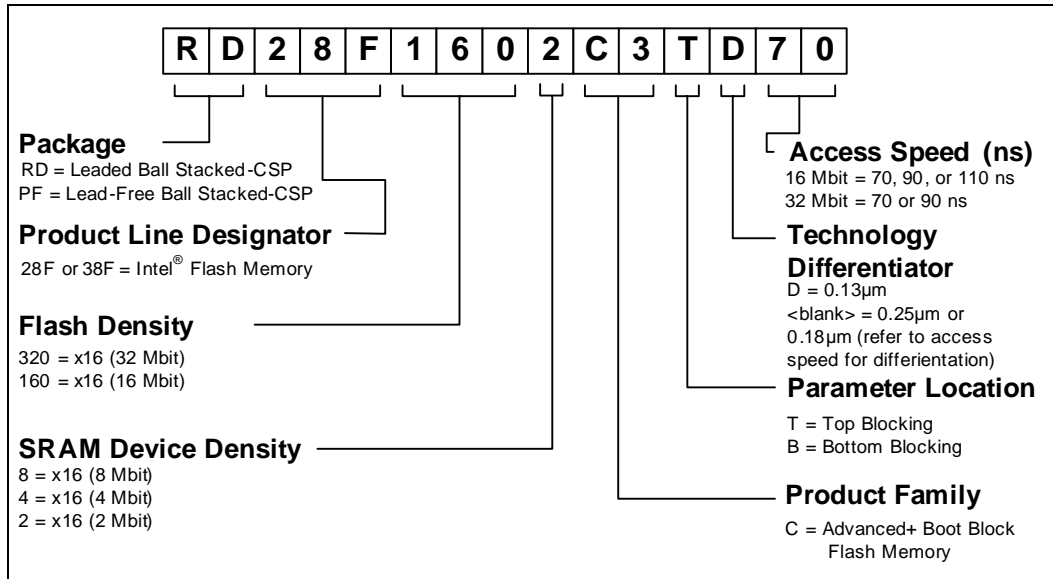 R D 2 8 F 1 6 0 2 C 3 T D 7 0
Package
RD = Leaded Ball Stacked-CSP
PF = Lead-Free Ball Stacked-CSP
Product Line Designator
28F or 38F = Intel® Flash Memory
Flash Density
320 = x16 (32 Mbit)
160 = x16 (16 Mbit)
SRAM Device Density
8 = x16 (8 Mbit)
4 = x16 (4 Mbit)
2 = x16 (2 Mbit)
Access Speed (ns)
16 Mbit = 70, 90, or 110 ns
32 Mbit = 70 or 90 ns
Technology
Differentiator
D = 0.13µm
<blank> = 0.25µm or
0.18µm (refer to access
speed for differientation)
Parameter Location
T = Top Blocking
B = Bottom Blocking
Product Family
C = Advanced+ Boot Block
Flash Memory